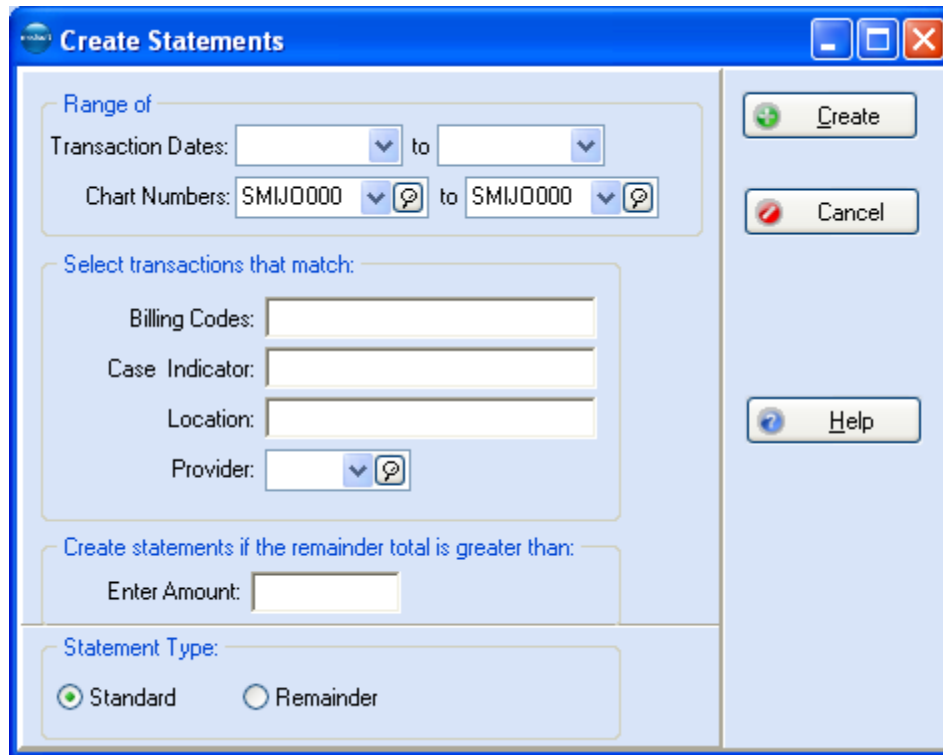 Create Statements
Range of
Transaction Dates: to
Chart Numbers: SMIJO000 to SMIJO000
Create
Cancel
Select transactions that match:
Billing Codes:
Case Indicator:
Location:
Provider:
Help
Create statements if the remainder total is greater than:
Enter Amount:
Statement Type:
Standard Remainder